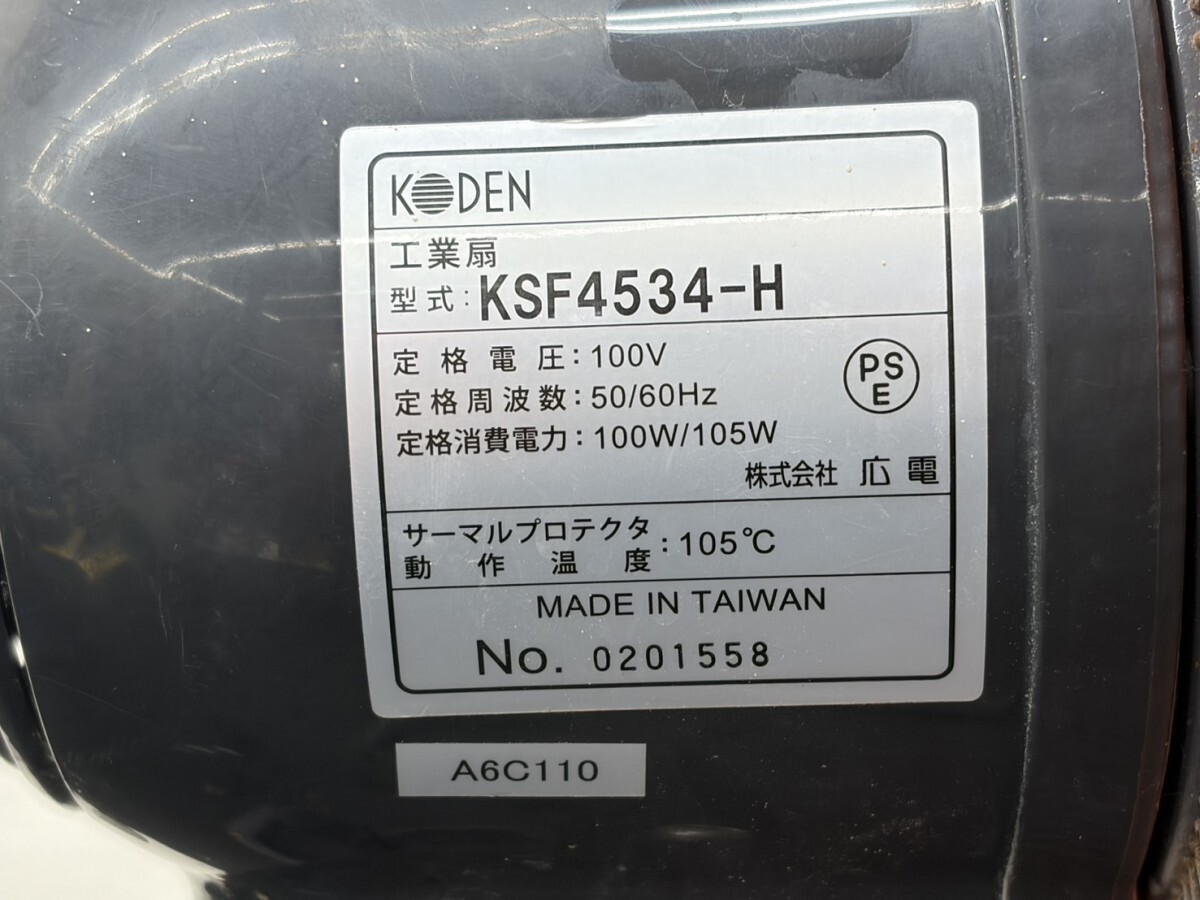 KODEN
工業扇
型式: KSF4534-H
定格電圧: 100V
定格周波数: 50/60Hz
PS
E
定格消費電力: 100W/105W
株式会社 広電
サーマルプロテクタ
動作温度: 105℃
MADE IN TAIWAN
No. 0201558
A6C110